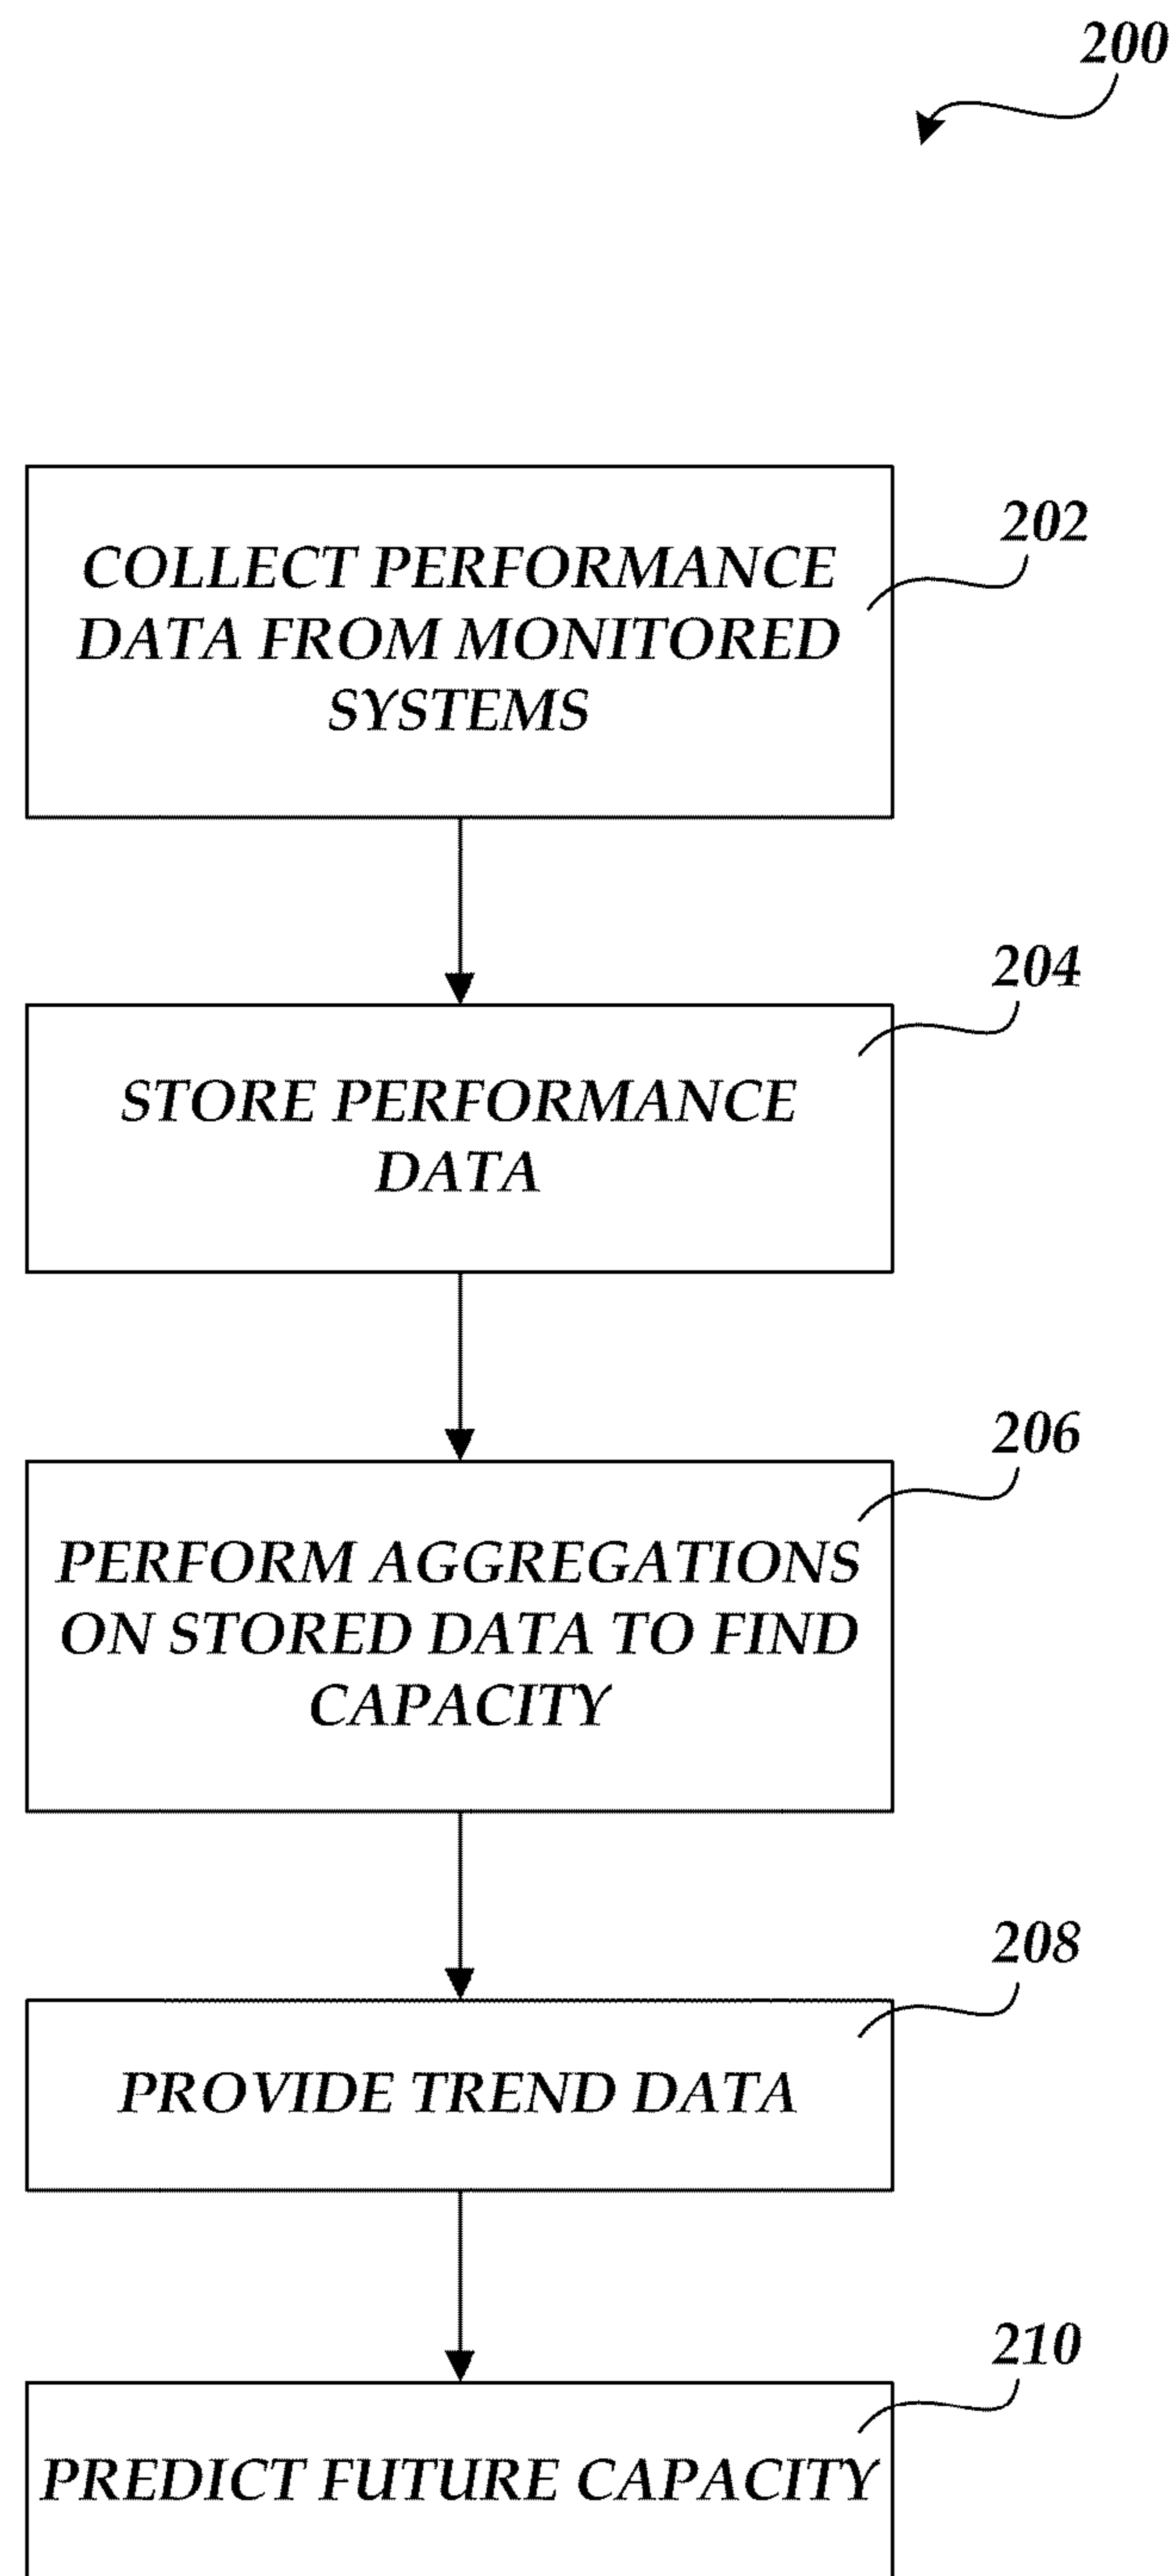 200
202
COLLECT PERFORMANCE
DATA FROM MONITORED
SYSTEMS
204
STORE PERFORMANCE
DATA
206
PERFORM AGGREGATIONS
ON STORED DATA TO FIND
CAPACITY
208
PROVIDE TREND DATA
210
PREDICT FUTURE CAPACITY